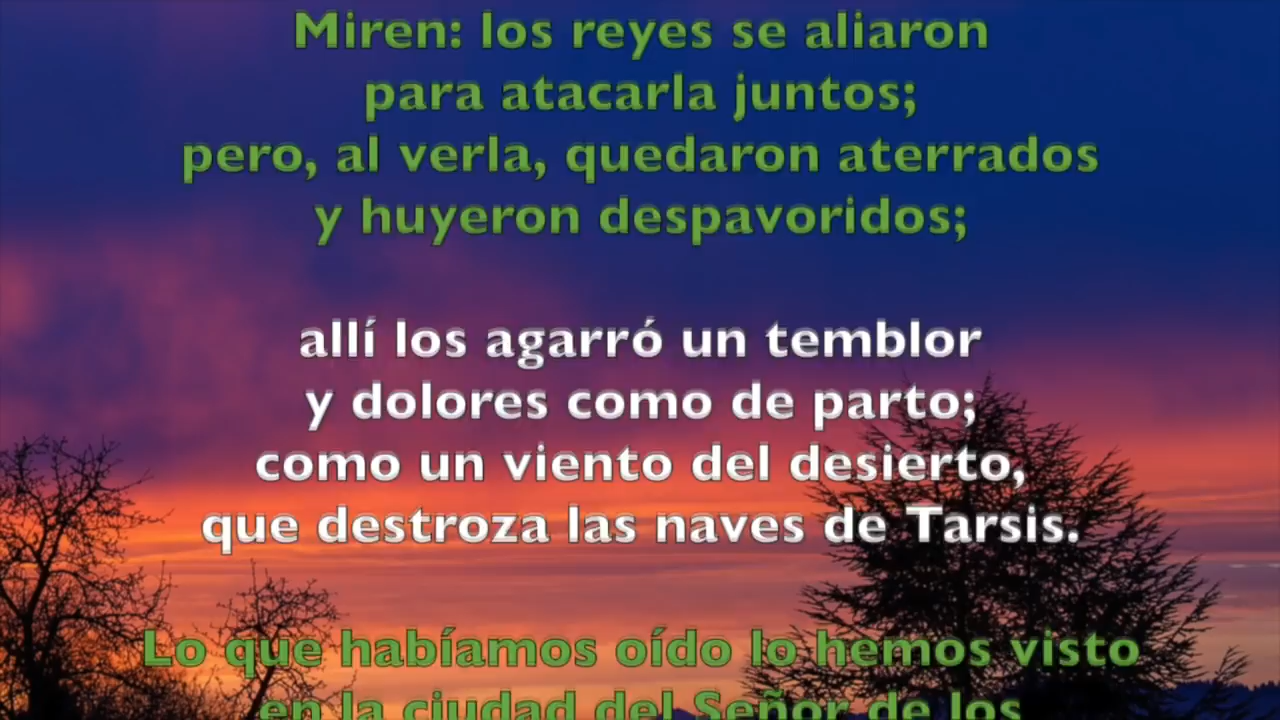 Miren: los reyes se aliaron
para atacarla juntos;
pero, al verla, quedaron aterrados
y huyeron despavoridos;
allí los agarró un temblor
y dolores como de parto;
como un viento del desierto,
que destroza las naves de Tarsis.
Lo que habíamos oído lo hemos visto
en la ciudad del Señor de los